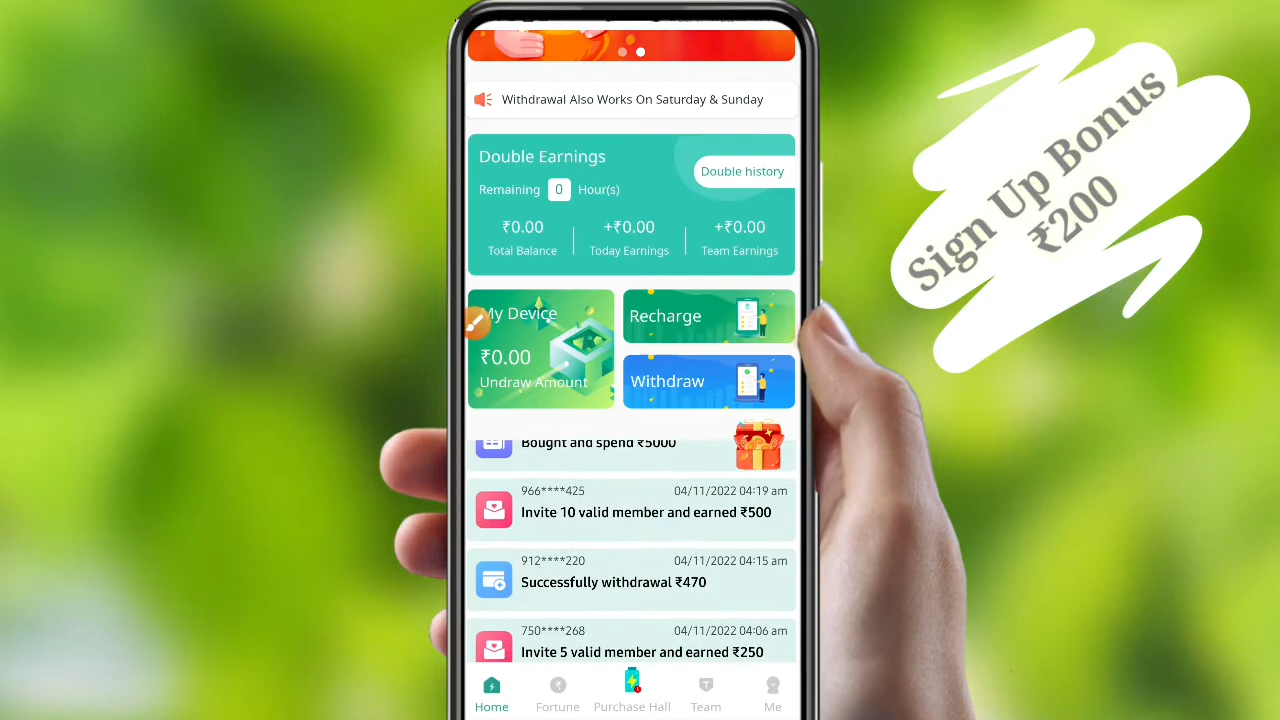 Withdrawal Also Works On Saturday & Sunday
Double Earnings
Double history
Remaining 0 Hour(s)
₹0.00 +₹0.00 +₹0.00
Total Balance Today Earnings Team Earnings
My Device
₹0.00
Undraw Amount
Recharge
Withdraw
Bought and spend ₹5000
966****425 04/11/2022 04:19 am
Invite 10 valid member and earned ₹500
912****220 04/11/2022 04:15 am
Successfully withdrawal ₹470
750****268 04/11/2022 04:06 am
Invite 5 valid member and earned ₹250
Home Fortune Purchase Hall Team Me
Sign Up Bonus
₹200